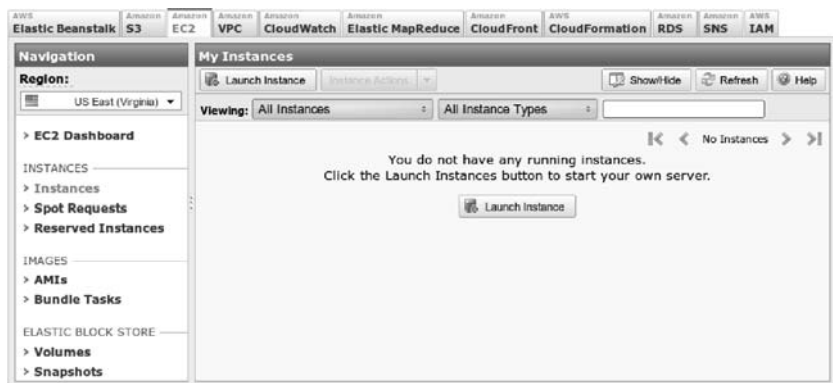 AWS Elastic Beanstalk
Amazon S3
Amazon EC2
Amazon VPC
Amazon CloudWatch
Amazon Elastic MapReduce
Amazon CloudFront
AWS CloudFormation
Amazon RDS
Amazon SNS
AWS IAM
Navigation
Region:
US East (Virginia)
> EC2 Dashboard
INSTANCES
> Instances
> Spot Requests
> Reserved Instances
IMAGES
> AMIs
> Bundle Tasks
ELASTIC BLOCK STORE
> Volumes
> Snapshots
My Instances
Launch Instance
Instance Actions
Show/Hide
Refresh
Help
Viewing:
All Instances
All Instance Types
No Instances
You do not have any running instances.
Click the Launch Instances button to start your own server.
Launch Instance